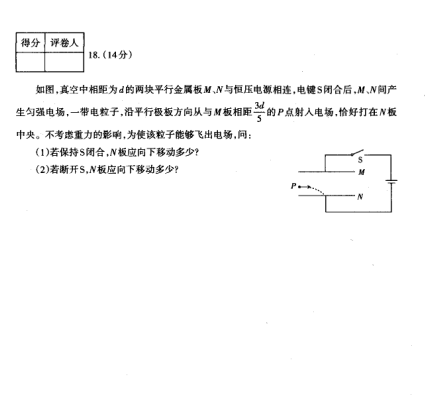 得分 评卷人
18.(14分)
如图,真空中相距为d的两块平行金属板M、N与恒压电源相连,电键S闭合后,M、N间产
生匀强电场,一带电粒子,沿平行极板方向从与M板相距3d/5的P点射入电场,恰好打在N板
中央。不考虑重力的影响,为使该粒子能够飞出电场,问:
(1)若保持S闭合,N板应向下移动多少?
(2)若断开S,N板应向下移动多少?
S
M
P
N